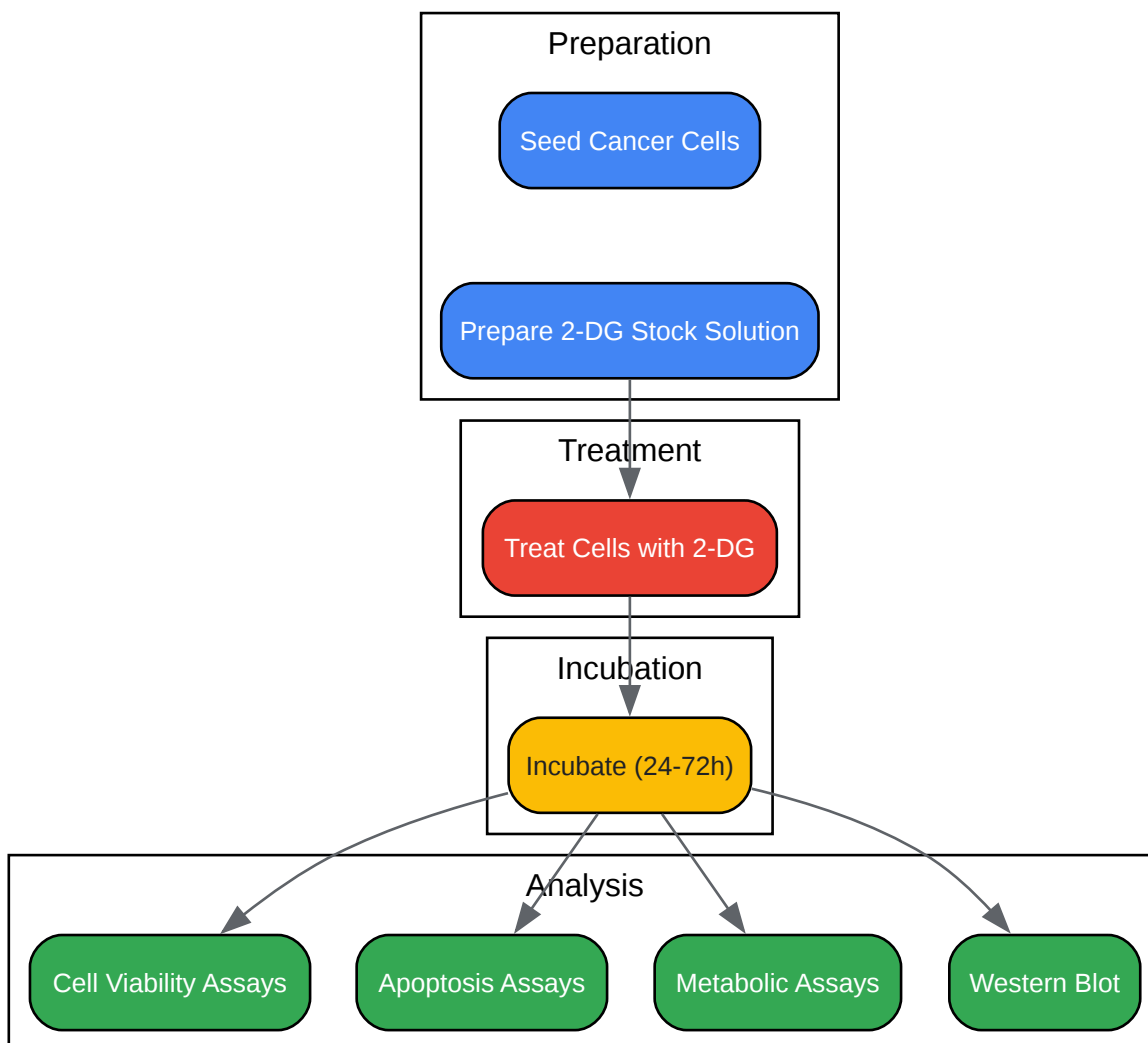 Preparation
Seed Cancer Cells
Prepare 2-DG Stock Solution
Treatment
Treat Cells with 2-DG
Incubation
Incubate (24-72h)
Analysis
Cell Viability Assays
Apoptosis Assays
Metabolic Assays
Western Blot